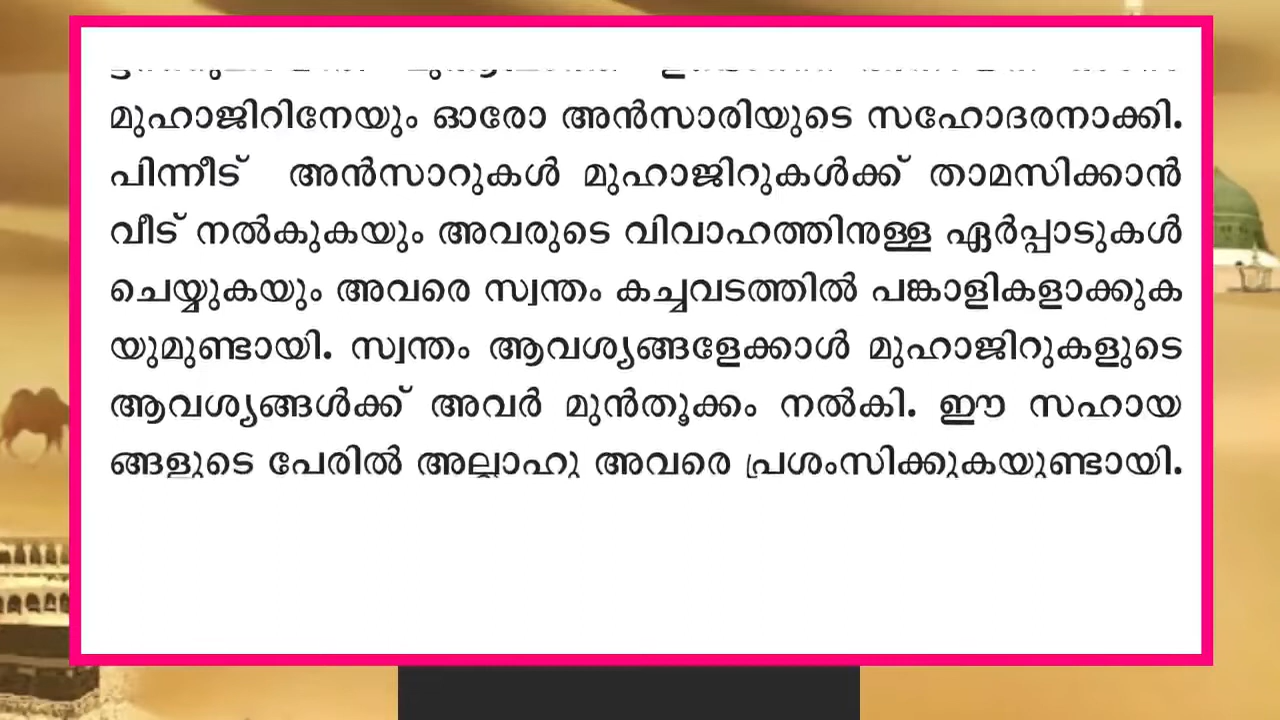 മുഹാജിറിനേയും ഓരോ അൻസാരിയുടെ സഹോദരനാക്കി.
പിന്നീട് അൻസാറുകൾ മുഹാജിറുകൾക്ക് താമസിക്കാൻ
വീട് നൽകുകയും അവരുടെ വിവാഹത്തിനുള്ള ഏർപ്പാടുകൾ
ചെയ്യുകയും അവരെ സ്വന്തം കച്ചവടത്തിൽ പങ്കാളികളാക്കുക
യുമുണ്ടായി. സ്വന്തം ആവശ്യങ്ങളേക്കാൾ മുഹാജിറുകളുടെ
ആവശ്യങ്ങൾക്ക് അവർ മുൻതൂക്കം നൽകി. ഈ സഹായ
ങ്ങളുടെ പേരിൽ അല്ലാഹു അവരെ പ്രശംസിക്കുകയുണ്ടായി.